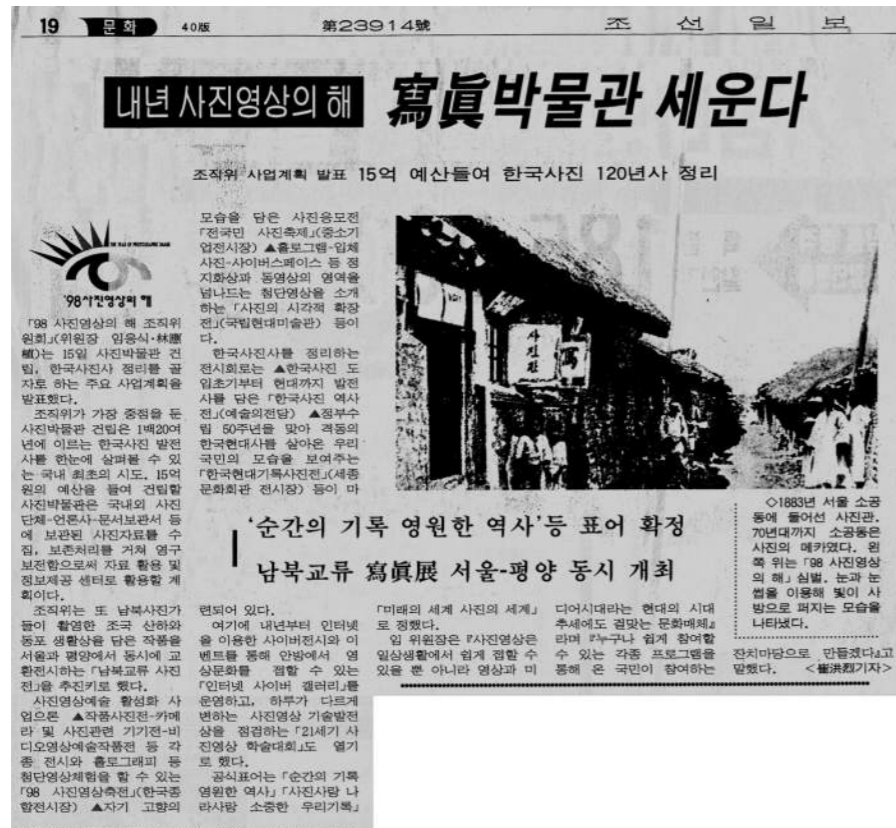 19 문화 40版 第23914號 조선일보
내년 사진영상의 해 寫眞박물관 세운다
조직위 사업계획 발표 15억 예산들여 한국사진 120년사 정리
THE YEAR OF PHOTOGRAPHIC IMAGE
'98사진영상의 해
「98 사진영상의 해 조직위
원회」(위원장 임응식·林應
植)는 15일 사진박물관 건
립, 한국사진사 정리를 골
자로 하는 주요 사업계획을
발표했다.
조직위가 가장 중점을 둔
사진박물관 건립은 1백20여
년에 이르는 한국사진 발전
사를 한눈에 살펴볼 수 있
는 국내 최초의 시도. 15억
원의 예산을 들여 건립할
사진박물관은 국내외 사진
단체-언론사-문서보관서 등
에 보관된 사진자료를 수
집, 보존처리를 거쳐 영구
보전함으로써 자료 활용 및
정보제공 센터로 활용할 계
획이다.
조직위는 또 남북사진가
들이 촬영한 조국 산하와
동포 생활상을 담은 작품을
서울과 평양에서 동시에 교
환전시하는 「남북교류 사진
전」을 추진키로 했다.
사진영상예술 활성화 사
업으론 ▲작품사진전-카메
라 및 사진관련 기기전-비
디오영상예술작품전 등 각
종 전시와 홀로그래피 등
첨단영상체험을 할 수 있는
「98 사진영상축전」(한국종
합전시장) ▲자기 고향의
모습을 담은 사진응모전
「전국민 사진축제」(중소기
업전시장) ▲홀로그램-입체
사진-사이버스페이스 등 정
지화상과 동영상의 영역을
넘나드는 첨단영상을 소개
하는 「사진의 시각적 확장
전」(국립현대미술관) 등이
다.
한국사진사를 정리하는
전시회로는 ▲한국사진 도
입초기부터 현대까지 발전
사를 담은 「한국사진 역사
전」(예술의전당) ▲정부수
립 50주년을 맞아 격동의
한국현대사를 살아온 우리
국민의 모습을 보여주는
「한국현대기록사진전」(세종
문화회관 전시장) 등이 마
련되어 있다.
여기에 내년부터 인터넷
을 이용한 사이버전시와 이
벤트를 통해 안방에서 영
상문화를 접할 수 있는
「인터넷 사이버 갤러리」를
운영하고, 하루가 다르게
변하는 사진영상 기술발전
상을 점검하는 「21세기 사
진영상 학술대회」도 열기
로 했다.
공식표어는 「순간의 기록
영원한 역사」「사진사랑 나
라사랑 소중한 우리기록」
「미래의 세계 사진의 세계」
로 정했다.
임 위원장은 『사진영상은
일상생활에서 쉽게 접할 수
있을 뿐 아니라 영상과 미
디어시대라는 현대의 시대
추세에도 걸맞는 문화매체』
라며 『누구나 쉽게 참여할
수 있는 각종 프로그램을
통해 온 국민이 참여하는
잔치마당으로 만들겠다』고
말했다. <崔洪烈기자>
'순간의 기록 영원한 역사'등 표어 확정
남북교류 寫眞展 서울-평양 동시 개최
사진관
寫
◇1883년 서울 소공
동에 들어선 사진관.
70년대까지 소공동은
사진의 메카였다. 왼
쪽 위는 「98 사진영상
의 해」 심벌. 눈과 눈
썹을 이용해 빛이 사
방으로 퍼지는 모습을
나타냈다.